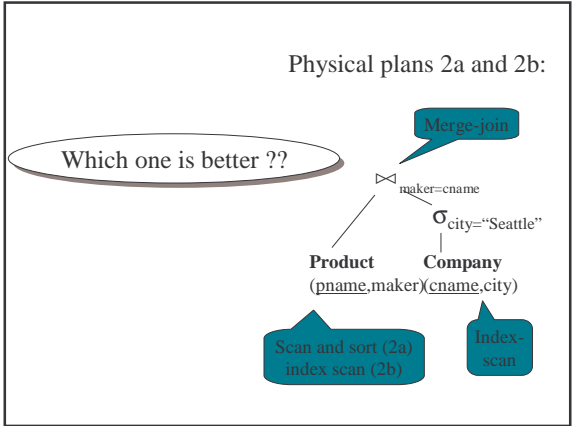 Physical plans 2a and 2b:
Merge-join
Which one is better ??
⋈ maker=cname
σcity=“Seattle”
Product Company
(pname,maker)(cname,city)
Scan and sort (2a)
index scan (2b)
Index-
scan